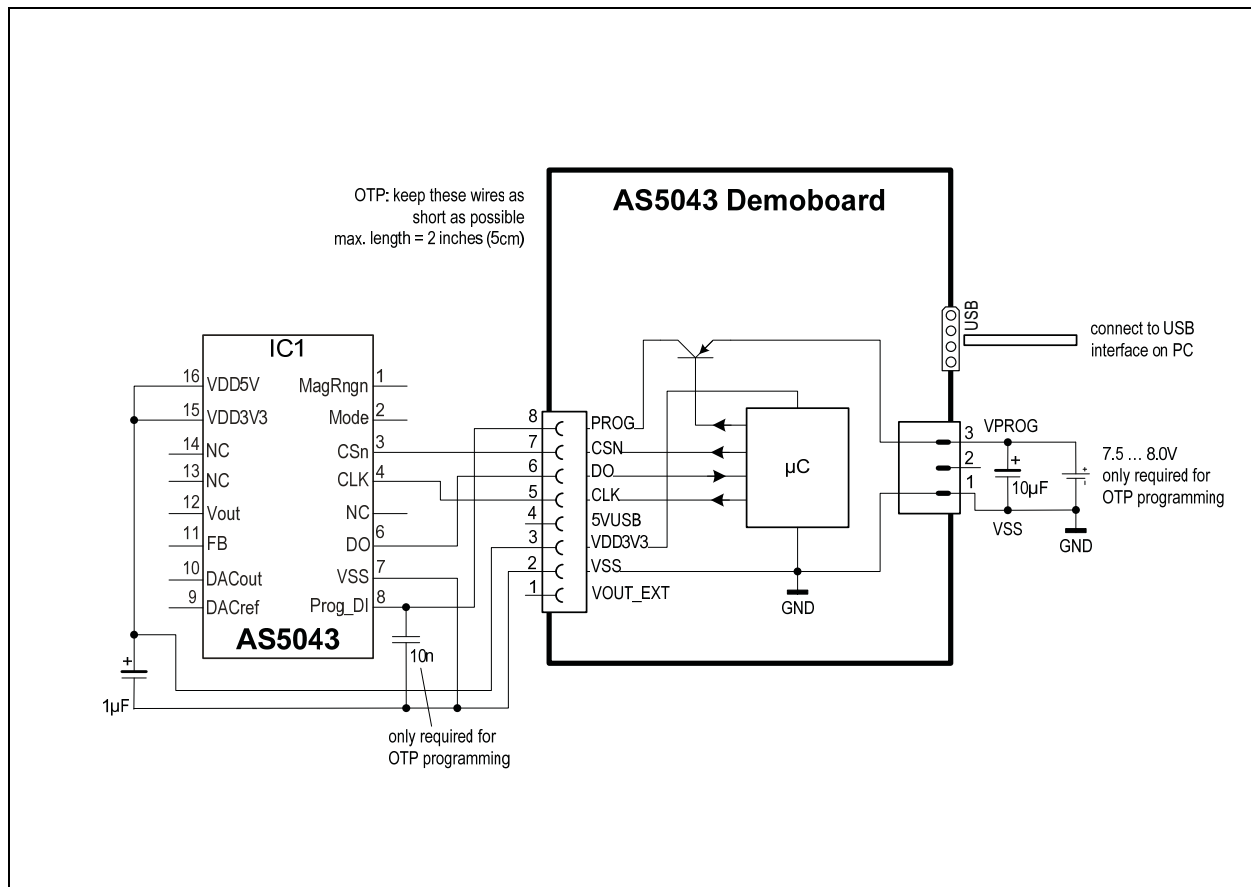 OTP: keep these wires as
short as possible
max. length = 2 inches (5cm)
AS5043 Demoboard
USB
connect to USB
interface on PC
IC1
16 VDD5V
15 VDD3V3
14 NC
13 NC
12 Vout
11 FB
10 DACout
9 DACref
MagRngn 1
Mode 2
CSn 3
CLK 4
NC
DO 6
VSS 7
Prog_DI 8
AS5043
+
1µF
10n
only required for
OTP programming
8 PROG
7 CSN
6 DO
5 CLK
4 5VUSB
3 VDD3V3
2 VSS
1 VOUT_EXT
µC
GND
3 VPROG
2
1
VSS
+
10µF
+
-
7.5 ... 8.0V
only required for
OTP programming
GND